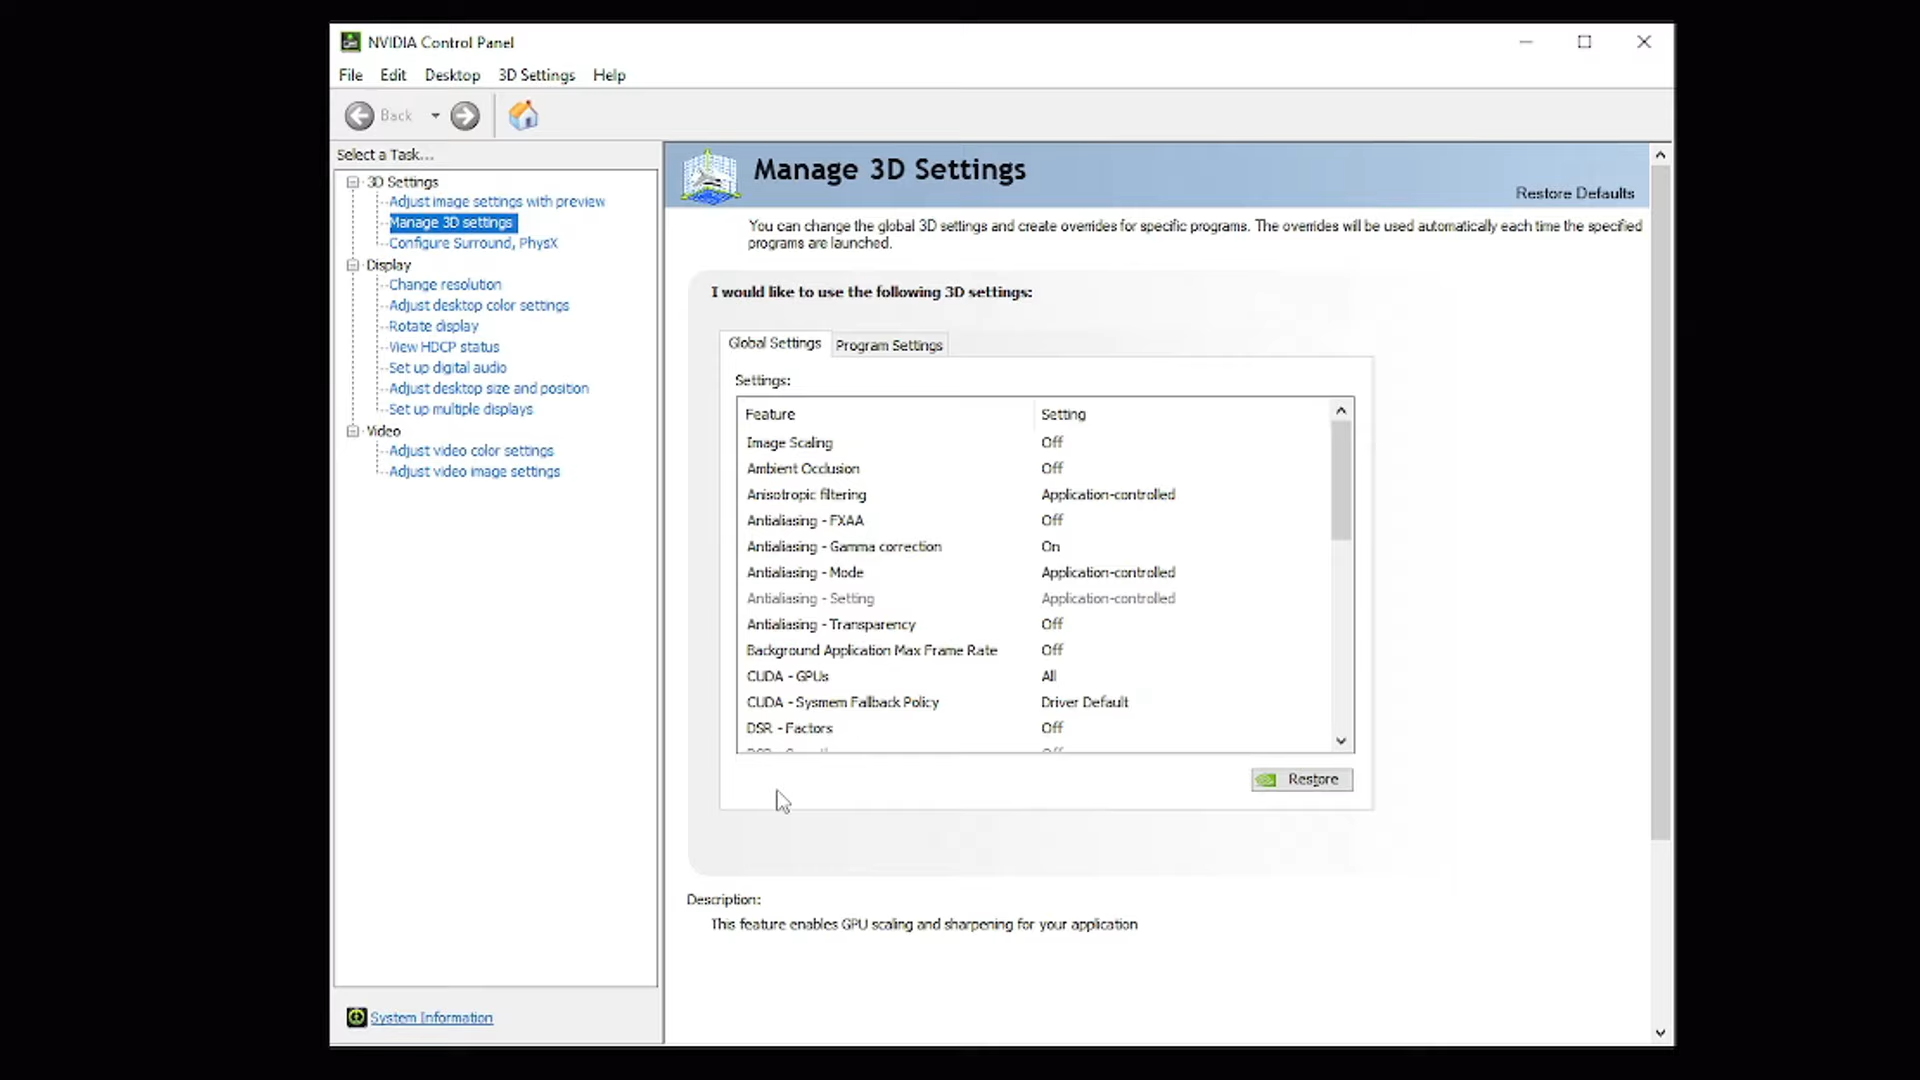 NVIDIA Control Panel
File Edit Desktop 3D Settings Help
Back
Select a Task...
3D Settings
Adjust image settings with preview
Manage 3D settings
Configure Surround, PhysX
Display
Change resolution
Adjust desktop color settings
Rotate display
View HDCP status
Set up digital audio
Adjust desktop size and position
Set up multiple displays
Video
Adjust video color settings
Adjust video image settings
System Information
Manage 3D Settings
Restore Defaults
You can change the global 3D settings and create overrides for specific programs. The overrides will be used automatically each time the specified
programs are launched.
I would like to use the following 3D settings:
Global Settings Program Settings
Settings:
Feature Setting
Image Scaling Off
Ambient Occlusion Off
Anisotropic filtering Application-controlled
Antialiasing - FXAA Off
Antialiasing - Gamma correction On
Antialiasing - Mode Application-controlled
Antialiasing - Setting Application-controlled
Antialiasing - Transparency Off
Background Application Max Frame Rate Off
CUDA - GPUs All
CUDA - Sysmem Fallback Policy Driver Default
DSR - Factors Off
Restore
Description:
This feature enables GPU scaling and sharpening for your application